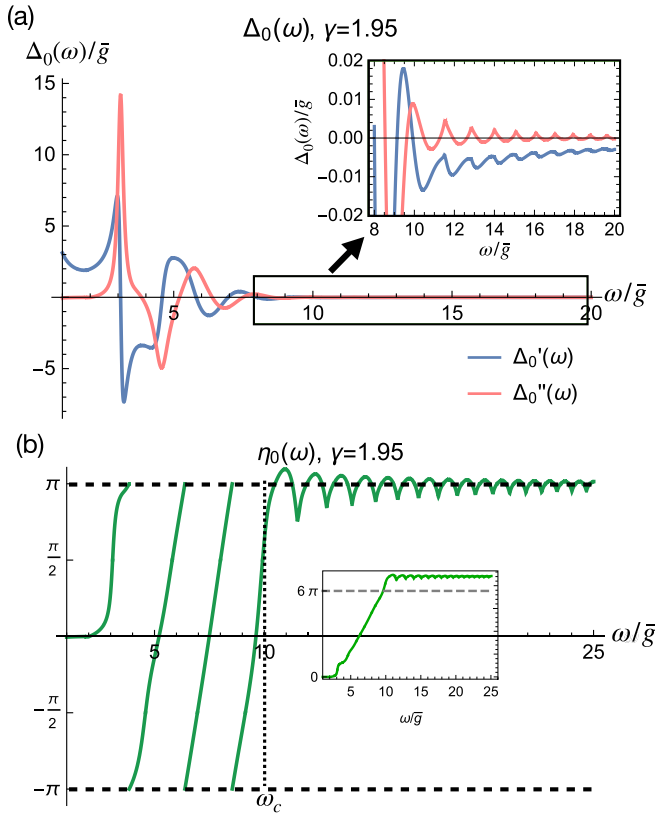 (a)
Δ₀(ω), γ=1.95
Δ₀(ω)/ḡ
15
10
5
-5
5
10
15
20
ω/ḡ
Δ₀(ω)/ḡ
0.02
0.01
0.00
-0.01
-0.02
8 10 12 14 16 18 20
ω/ḡ
Δ₀'(ω)
Δ₀''(ω)
(b)
η₀(ω), γ=1.95
π
π/2
-π/2
-π
5
10
25
ω/ḡ
ω_c
6π
0
5 10 15 20 25
ω/ḡ